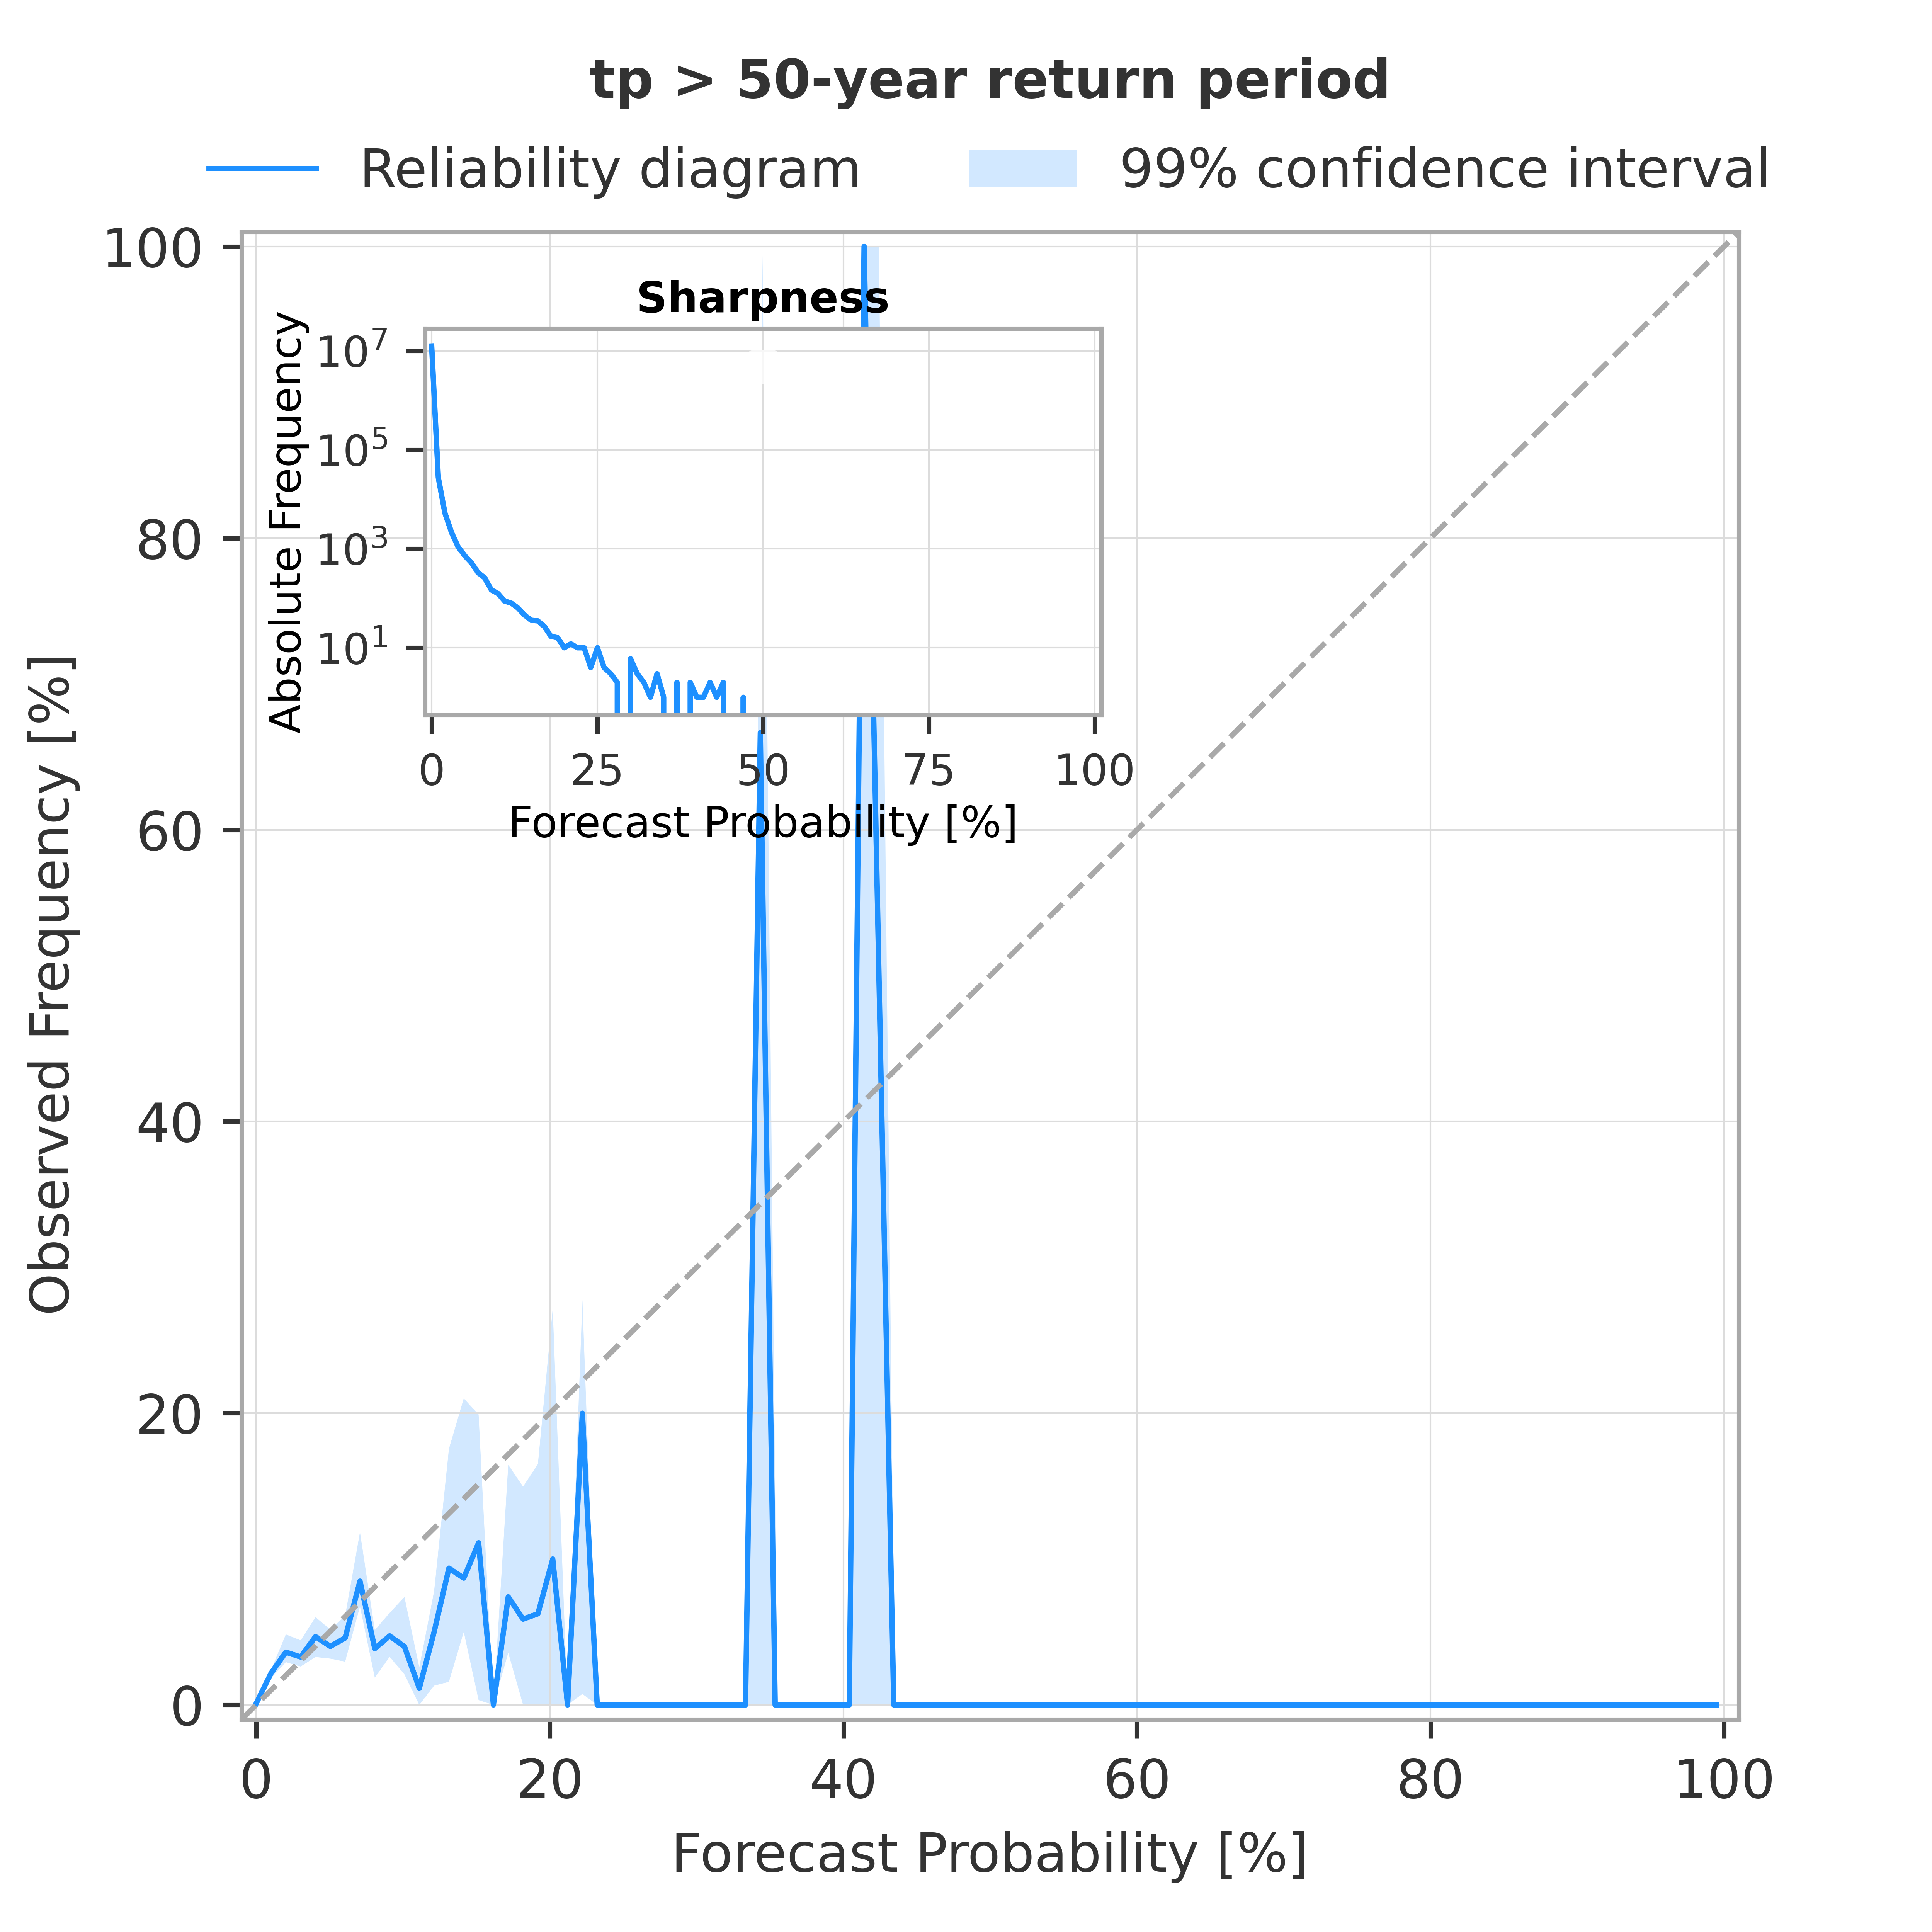 tp > 50-year return period
Reliability diagram
99% confidence interval
Observed Frequency [%]
100
80
60
40
20
0
Sharpness
Absolute Frequency
10⁷
10⁵
10³
10¹
0 25 50 75 100
Forecast Probability [%]
0 20 40 60 80 100
Forecast Probability [%]